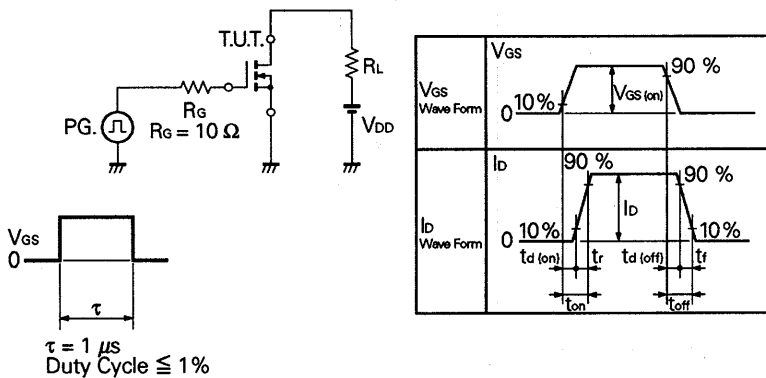 T.U.T.
RL
RG
PG.
RG = 10 Ω
VDD
VGS
0
τ
τ = 1 μs
Duty Cycle ≦ 1%
VGS
Wave Form
VGS
90 %
10%
VGS (on)
0
ID
Wave Form
ID
90 %
90 %
ID
10%
10%
0
td (on)
tr
td (off)
tf
ton
toff